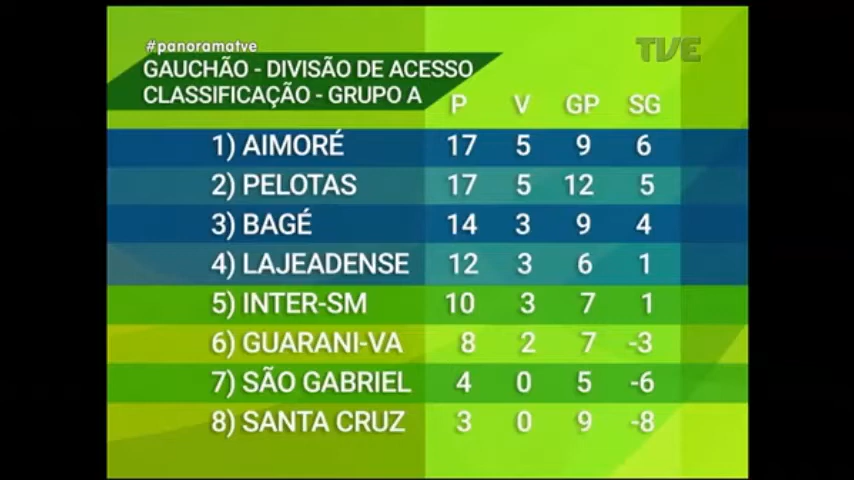 #panoramatve
TVE
GAUCHÃO - DIVISÃO DE ACESSO
CLASSIFICAÇÃO - GRUPO A
P V GP SG
1) AIMORÉ 17 5 9 6
2) PELOTAS 17 5 12 5
3) BAGÉ 14 3 9 4
4) LAJEADENSE 12 3 6 1
5) INTER-SM 10 3 7 1
6) GUARANI-VA 8 2 7 -3
7) SÃO GABRIEL 4 0 5 -6
8) SANTA CRUZ 3 0 9 -8